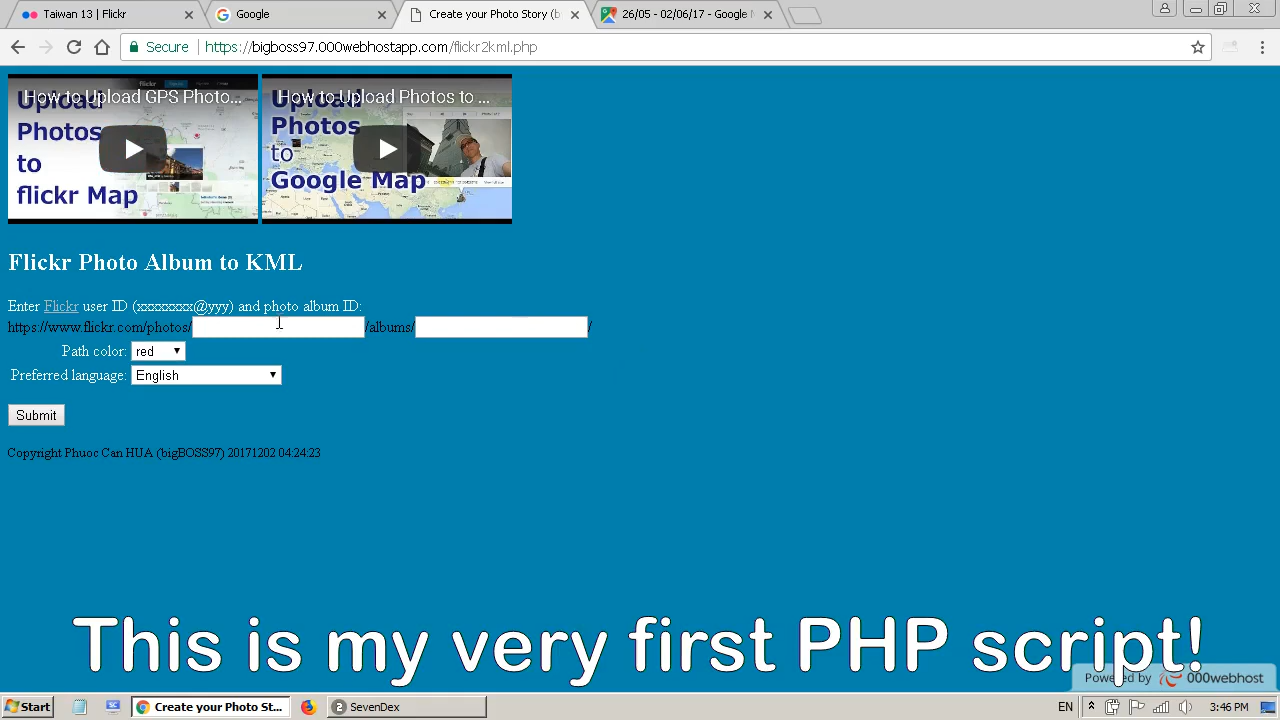 Taiwan 13 | Flickr
Google
Create your Photo Story (b
26/05 - 02/06/17 - Google M
Secure
https://bigboss97.000webhostapp.com/flickr2kml.php
How to Upload GPS Photo...
Upload
Photos
to
flickr Map
How to Upload Photos to ...
Upload
Photos
to
Google Map
Flickr Photo Album to KML
Enter Flickr user ID (xxxxxxxx@yyy) and photo album ID:
https://www.flickr.com/photos/ /albums/ /
Path color: red
Preferred language: English
Submit
Copyright Phuoc Can HUA (bigBOSS97) 20171202 04:24:23
This is my very first PHP script!
Powered by 000webhost
Start
Create your Photo St...
2 SevenDex
EN
3:46 PM